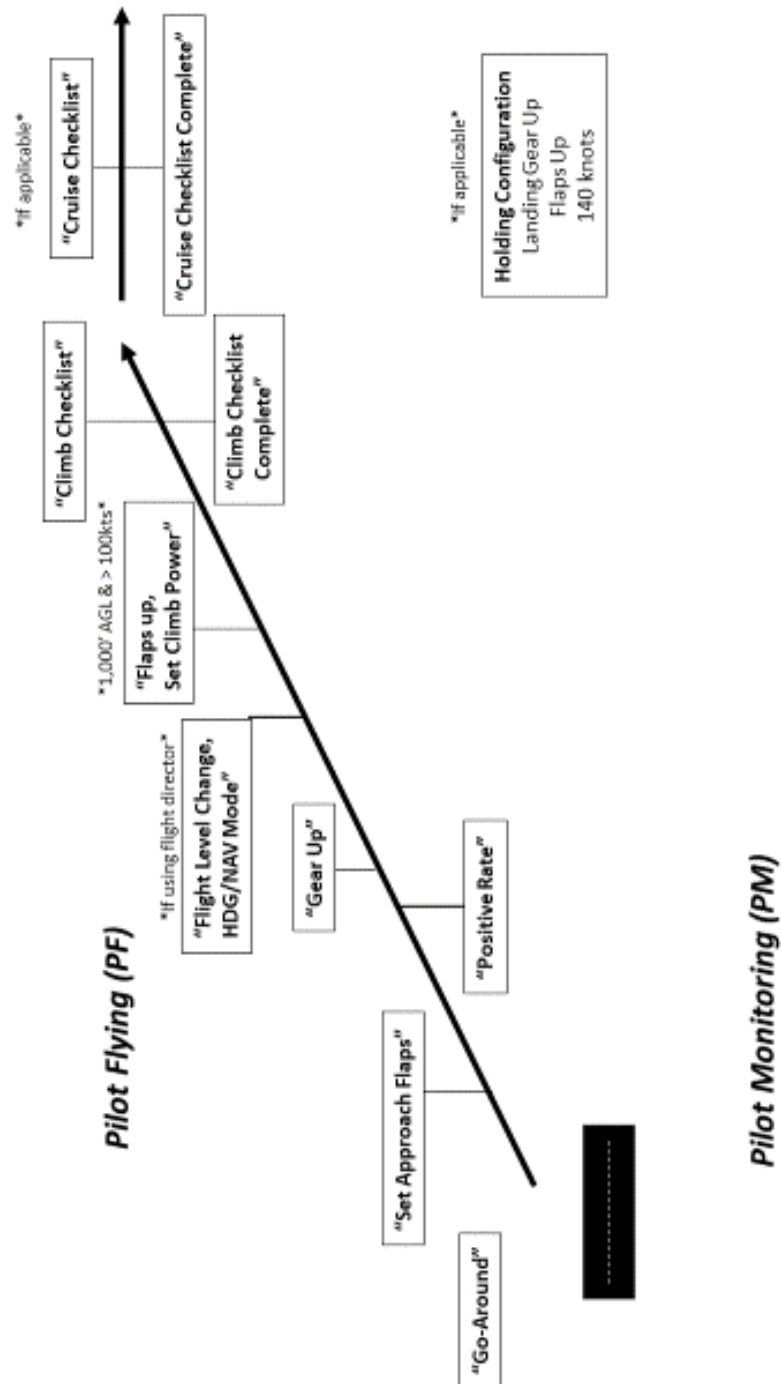 Pilot Flying (PF)
"Go-Around"
"Set Approach Flaps"
"Positive Rate"
"Gear Up"
*If using flight director*
"Flight Level Change,
HDG/NAV Mode"
*1,000' AGL & > 100kts*
"Flaps up,
Set Climb Power"
"Climb Checklist"
"Climb Checklist
Complete"
*If applicable*
"Cruise Checklist"
"Cruise Checklist Complete"
*If applicable*
Holding Configuration
Landing Gear Up
Flaps Up
140 knots
Pilot Monitoring (PM)